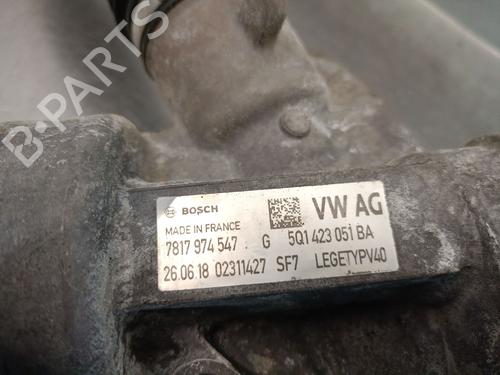 B-PARTS
BOSCH
VW AG
MADE IN FRANCE
7817 974 547 G 5Q1 423 051 BA
26.06.18 02311427 SF7 LEGETYPV40